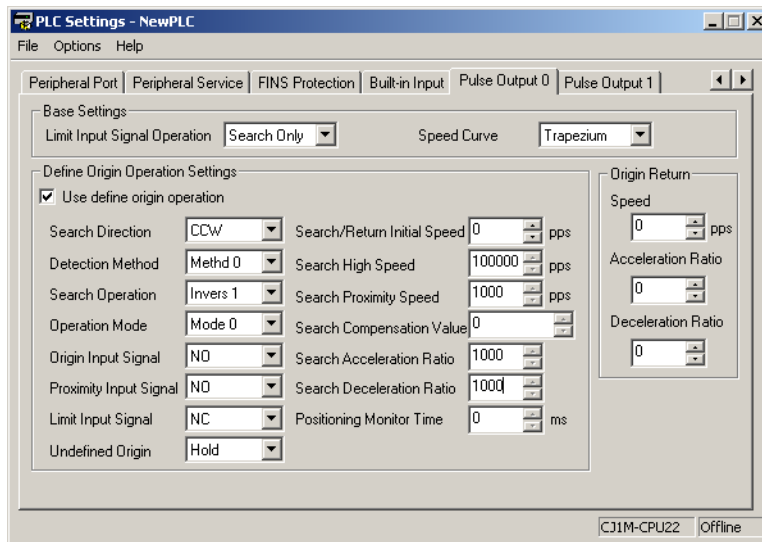 PLC Settings - NewPLC
File Options Help
Peripheral Port Peripheral Service FINS Protection Built-in Input Pulse Output 0 Pulse Output 1
Base Settings
Limit Input Signal Operation Search Only Speed Curve Trapezium
Define Origin Operation Settings
Use define origin operation
Search Direction CCW Search/Return Initial Speed 0 pps
Detection Method Methd 0 Search High Speed 100000 pps
Search Operation Invers 1 Search Proximity Speed 1000 pps
Operation Mode Mode 0 Search Compensation Value 0
Origin Input Signal NO Search Acceleration Ratio 1000
Proximity Input Signal NO Search Deceleration Ratio 1000
Limit Input Signal NC Positioning Monitor Time 0 ms
Undefined Origin Hold
Origin Return
Speed
0 pps
Acceleration Ratio
0
Deceleration Ratio
0
CJ1M-CPU22 Offline